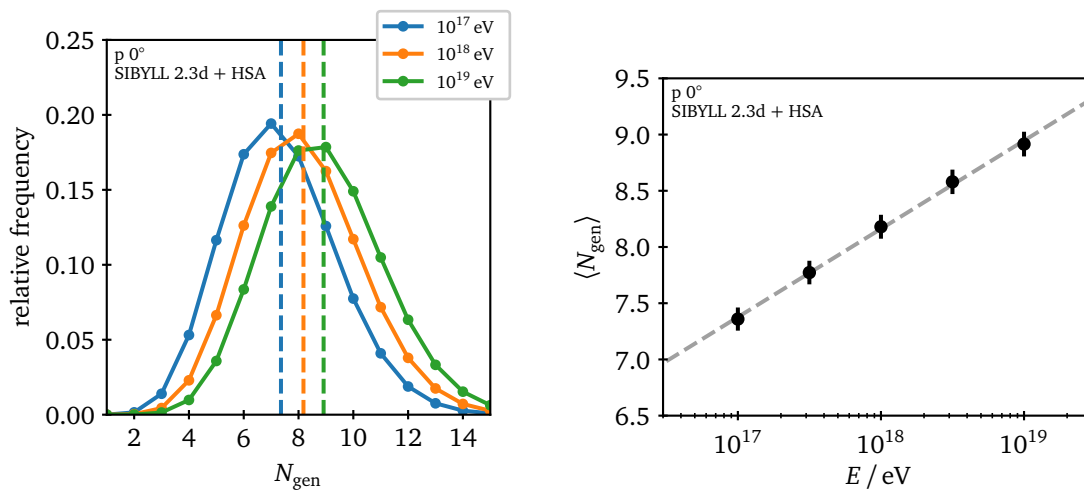 10¹⁷ eV
10¹⁸ eV
10¹⁹ eV
p 0°
SIBYLL 2.3d + HSA
0.25
0.20
0.15
0.10
0.05
0.00
relative frequency
2 4 6 8 10 12 14
N_gen
p 0°
SIBYLL 2.3d + HSA
9.5
9.0
8.5
8.0
7.5
7.0
6.5
⟨N_gen⟩
10¹⁷ 10¹⁸ 10¹⁹
E / eV